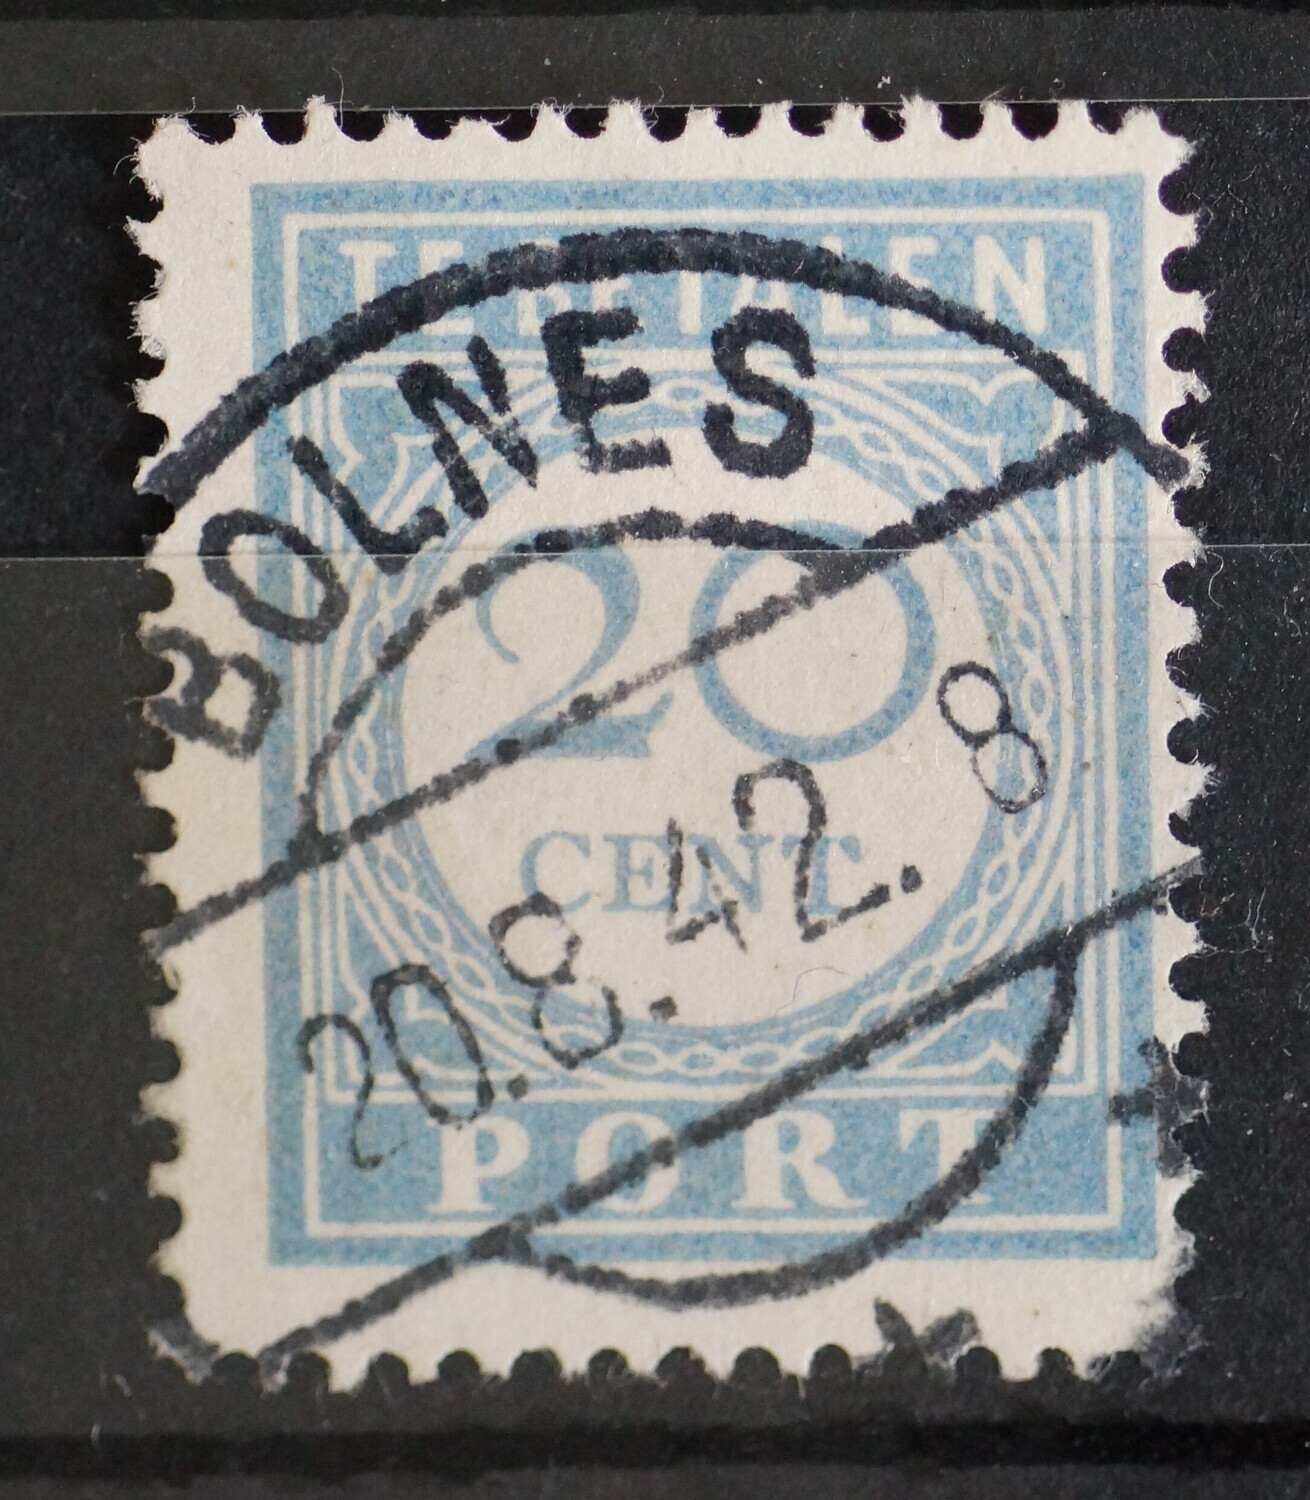 TE BETALEN
BOLNES
20
CENT
20.8.42. 8
PORT